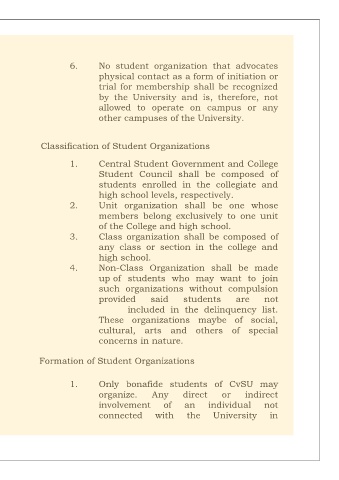 6. No student organization that advocates
physical contact as a form of initiation or
trial for membership shall be recognized
by the University and is, therefore, not
allowed to operate on campus or any
other campuses of the University.
Classification of Student Organizations
1. Central Student Government and College
Student Council shall be composed of
students enrolled in the collegiate and
high school levels, respectively.
2. Unit organization shall be one whose
members belong exclusively to one unit
of the College and high school.
3. Class organization shall be composed of
any class or section in the college and
high school.
4. Non-Class Organization shall be made
up of students who may want to join
such organizations without compulsion
provided said students are not
included in the delinquency list.
These organizations maybe of social,
cultural, arts and others of special
concerns in nature.
Formation of Student Organizations
1. Only bonafide students of CvSU may
organize. Any direct or indirect
involvement of an individual not
connected with the University in